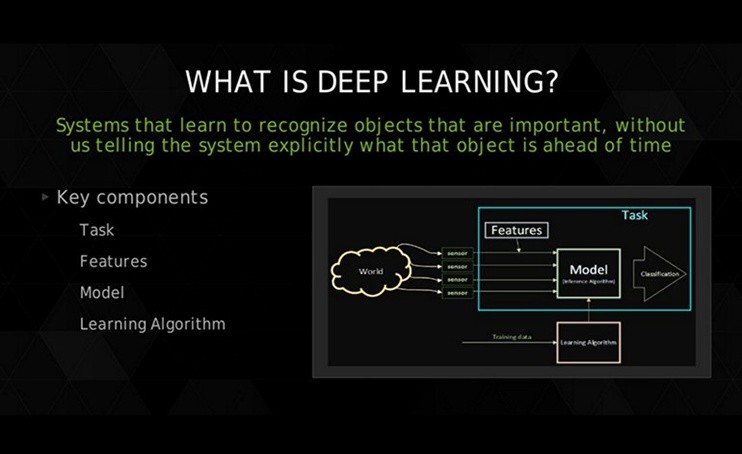 WHAT IS DEEP LEARNING?
Systems that learn to recognize objects that are important, without
us telling the system explicitly what that object is ahead of time
Key components
Task
Features
Model
Learning Algorithm
Task
Features
World
sensor
sensor
sensor
sensor
Model
(Inference Algorithm)
Classification
Training data
Learning Algorithm